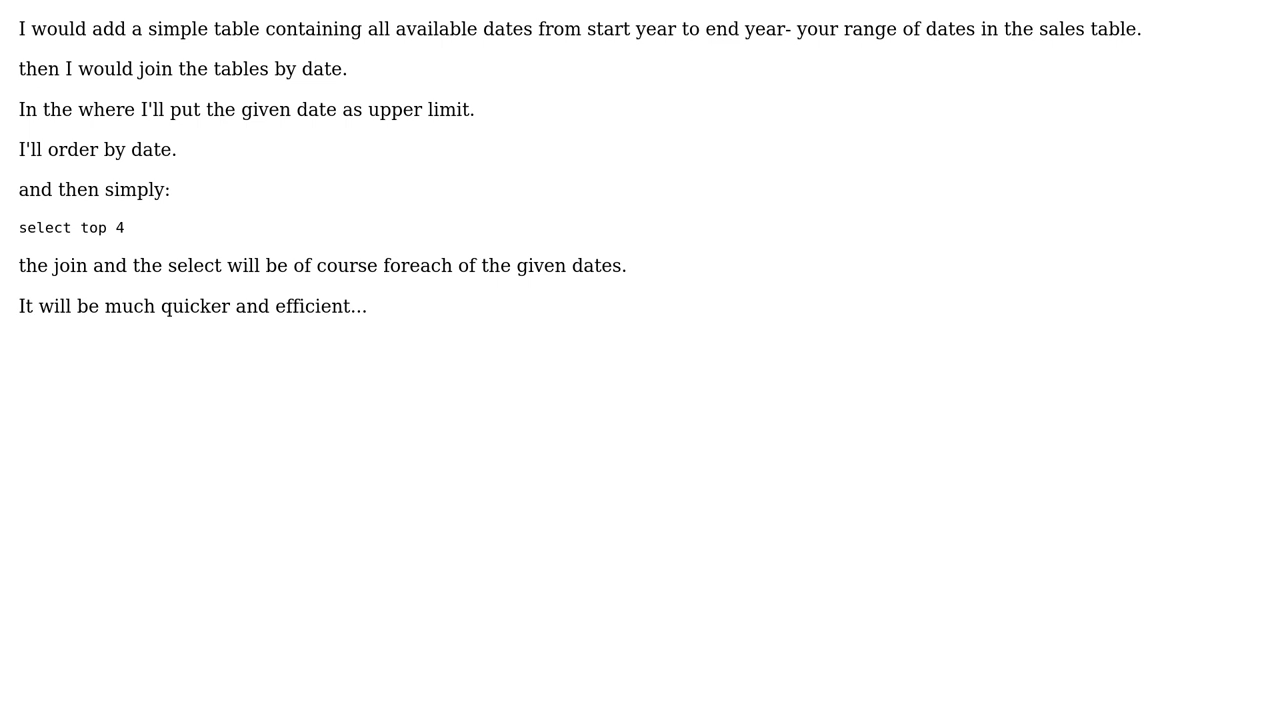 I would add a simple table containing all available dates from start year to end year- your range of dates in the sales table.
then I would join the tables by date.
In the where I'll put the given date as upper limit.
I'll order by date.
and then simply:
select top 4
the join and the select will be of course foreach of the given dates.
It will be much quicker and efficient...